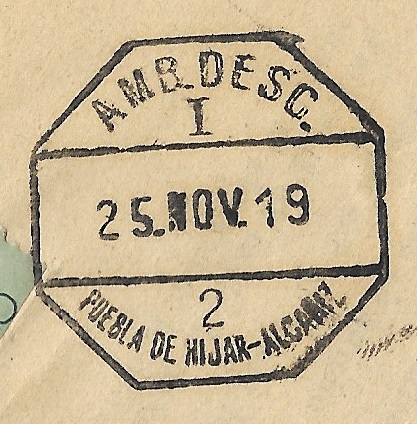 AMB.DESC.
I
25.NOV.19
2
PUEBLA DE HIJAR-ALCAÑIZ